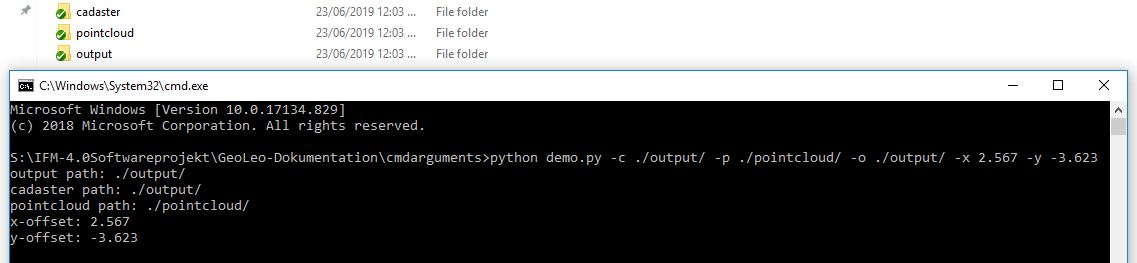 cadaster 23/06/2019 12:03 ... File folder
pointcloud 23/06/2019 12:03 ... File folder
output 23/06/2019 12:03 ... File folder
C:\Windows\System32\cmd.exe
Microsoft Windows [Version 10.0.17134.829]
(c) 2018 Microsoft Corporation. All rights reserved.
S:\IFM-4.0Softwareprojekt\GeoLeo-Dokumentation\cmdarguments>python demo.py -c ./output/ -p ./pointcloud/ -o ./output/ -x 2.567 -y -3.623
output path: ./output/
cadaster path: ./output/
pointcloud path: ./pointcloud/
x-offset: 2.567
y-offset: -3.623